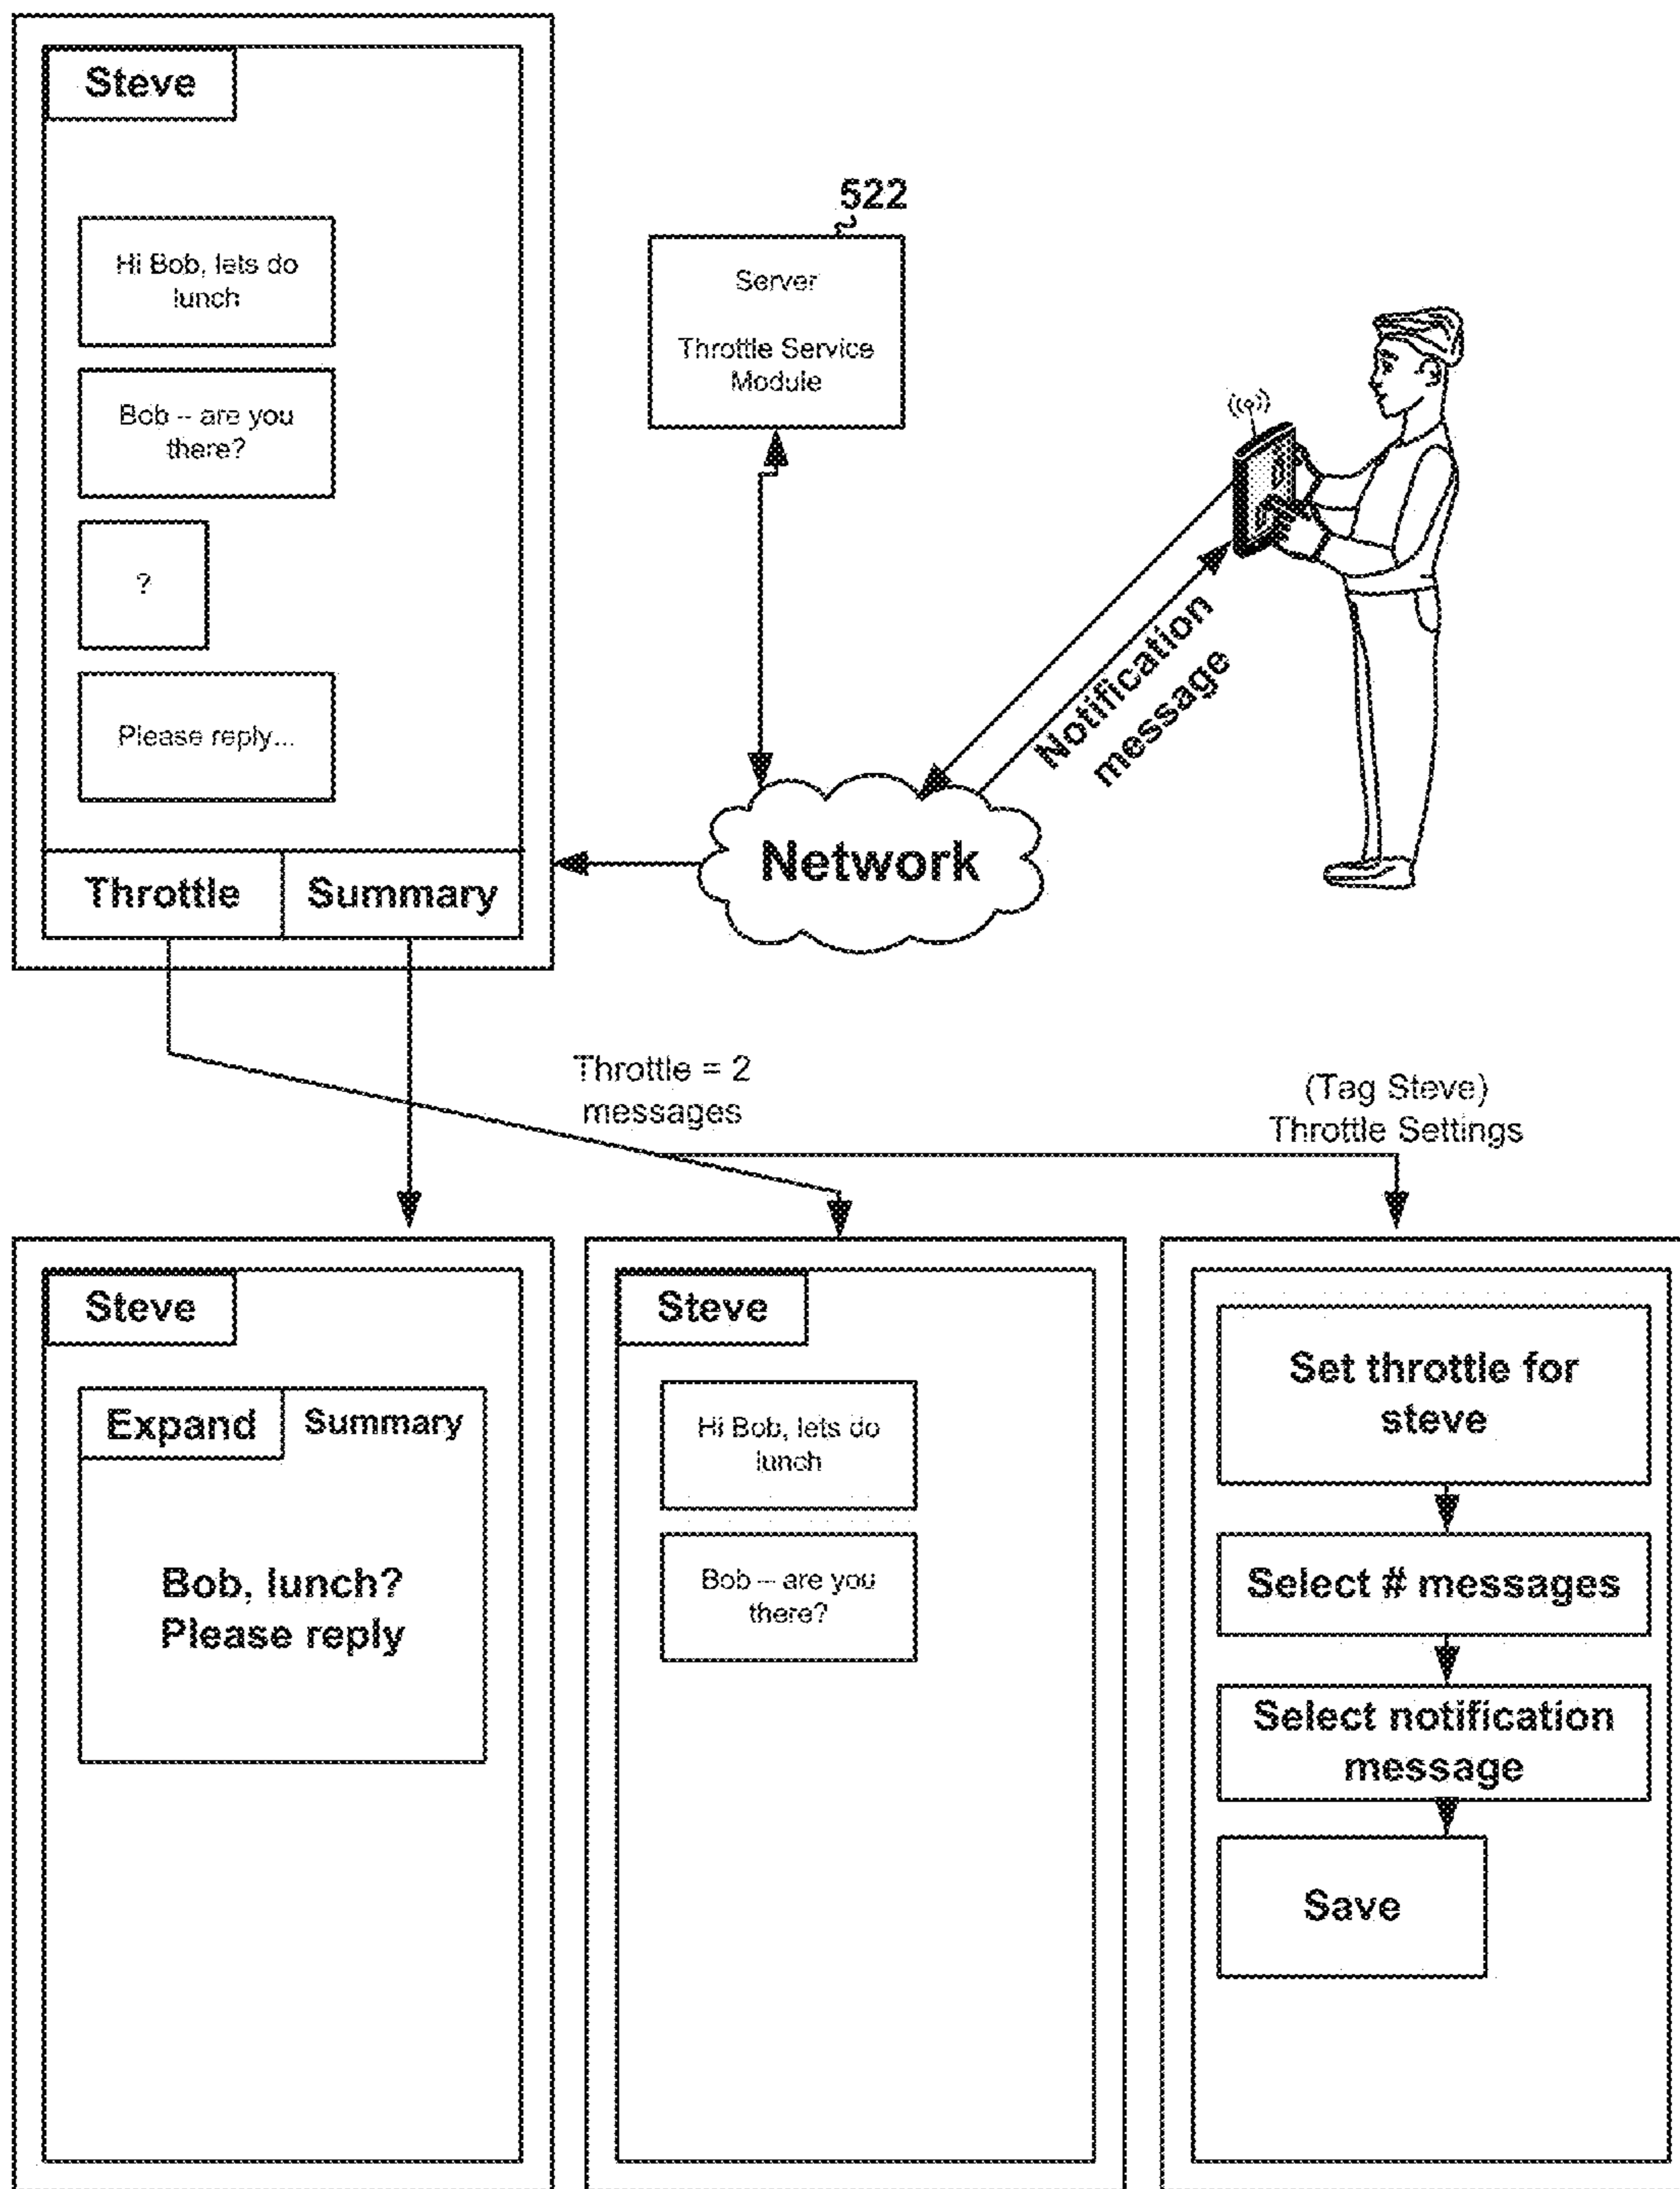 Steve
Hi Bob, lets do
lunch
Bob -- are you
there?
?
Please reply...
Throttle
Summary
522
Server
Throttle Service
Module
Network
Notification
message
Throttle = 2
messages
(Tag Steve)
Throttle Settings
Steve
Expand
Summary
Bob, lunch?
Please reply
Steve
Hi Bob, lets do
lunch
Bob -- are you
there?
Set throttle for
steve
Select # messages
Select notification
message
Save